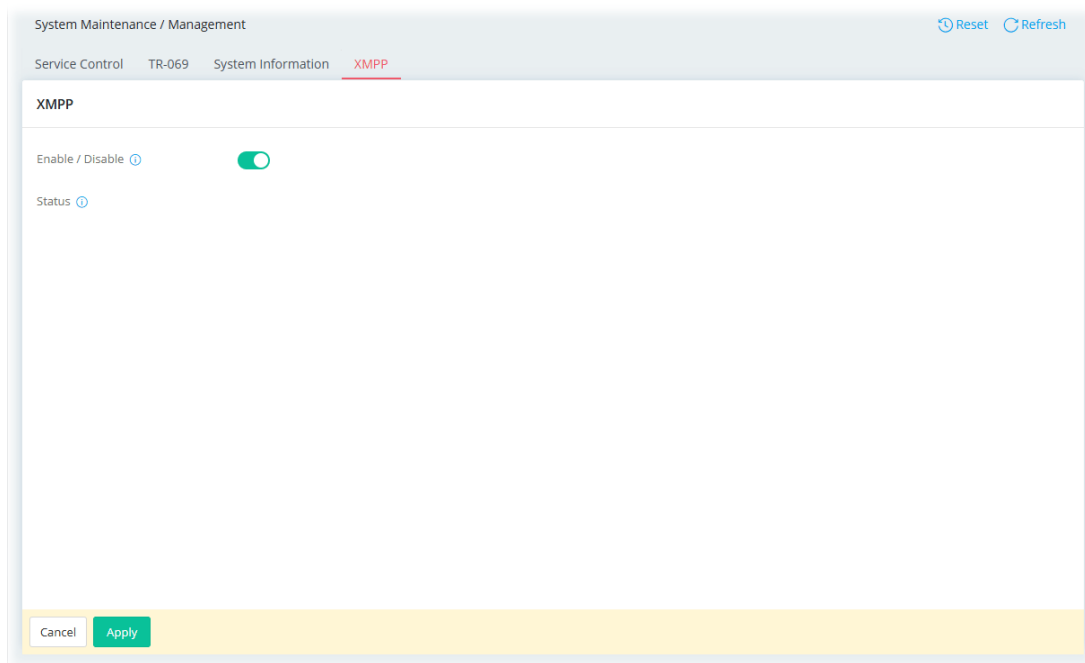 System Maintenance / Management Reset Refresh
Service Control TR-069 System Information XMPP
XMPP
Enable / Disable
Status
Cancel Apply